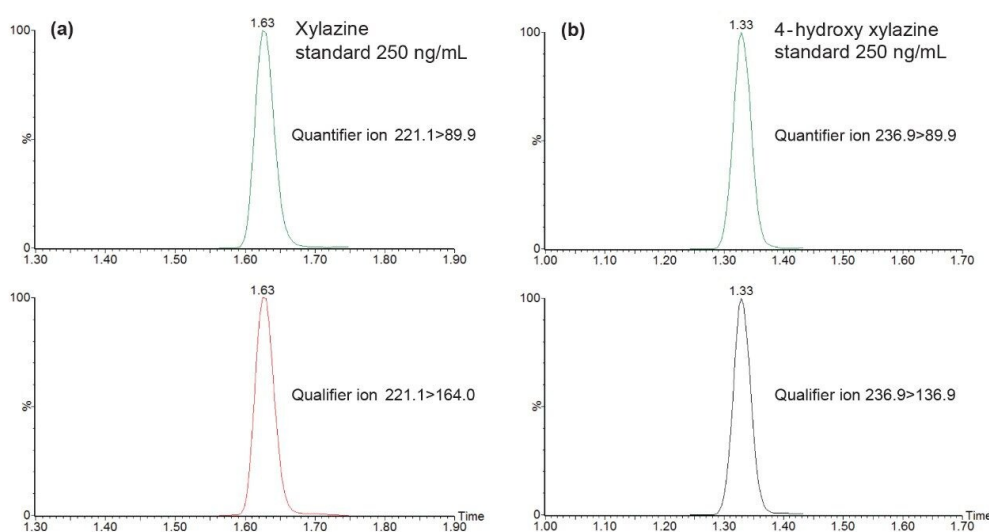 (a)
1.63
Xylazine
standard 250 ng/mL
Quantifier ion 221.1>89.9
100
%
0
1.30 1.40 1.50 1.60 1.70 1.80 1.90
(b)
1.33
4-hydroxy xylazine
standard 250 ng/mL
Quantifier ion 236.9>89.9
100
%
0
1.00 1.10 1.20 1.30 1.40 1.50 1.60 1.70
1.63
Qualifier ion 221.1>164.0
100
%
0
1.30 1.40 1.50 1.60 1.70 1.80 1.90 Time
1.33
Qualifier ion 236.9>136.9
100
%
0
1.00 1.10 1.20 1.30 1.40 1.50 1.60 1.70 Time